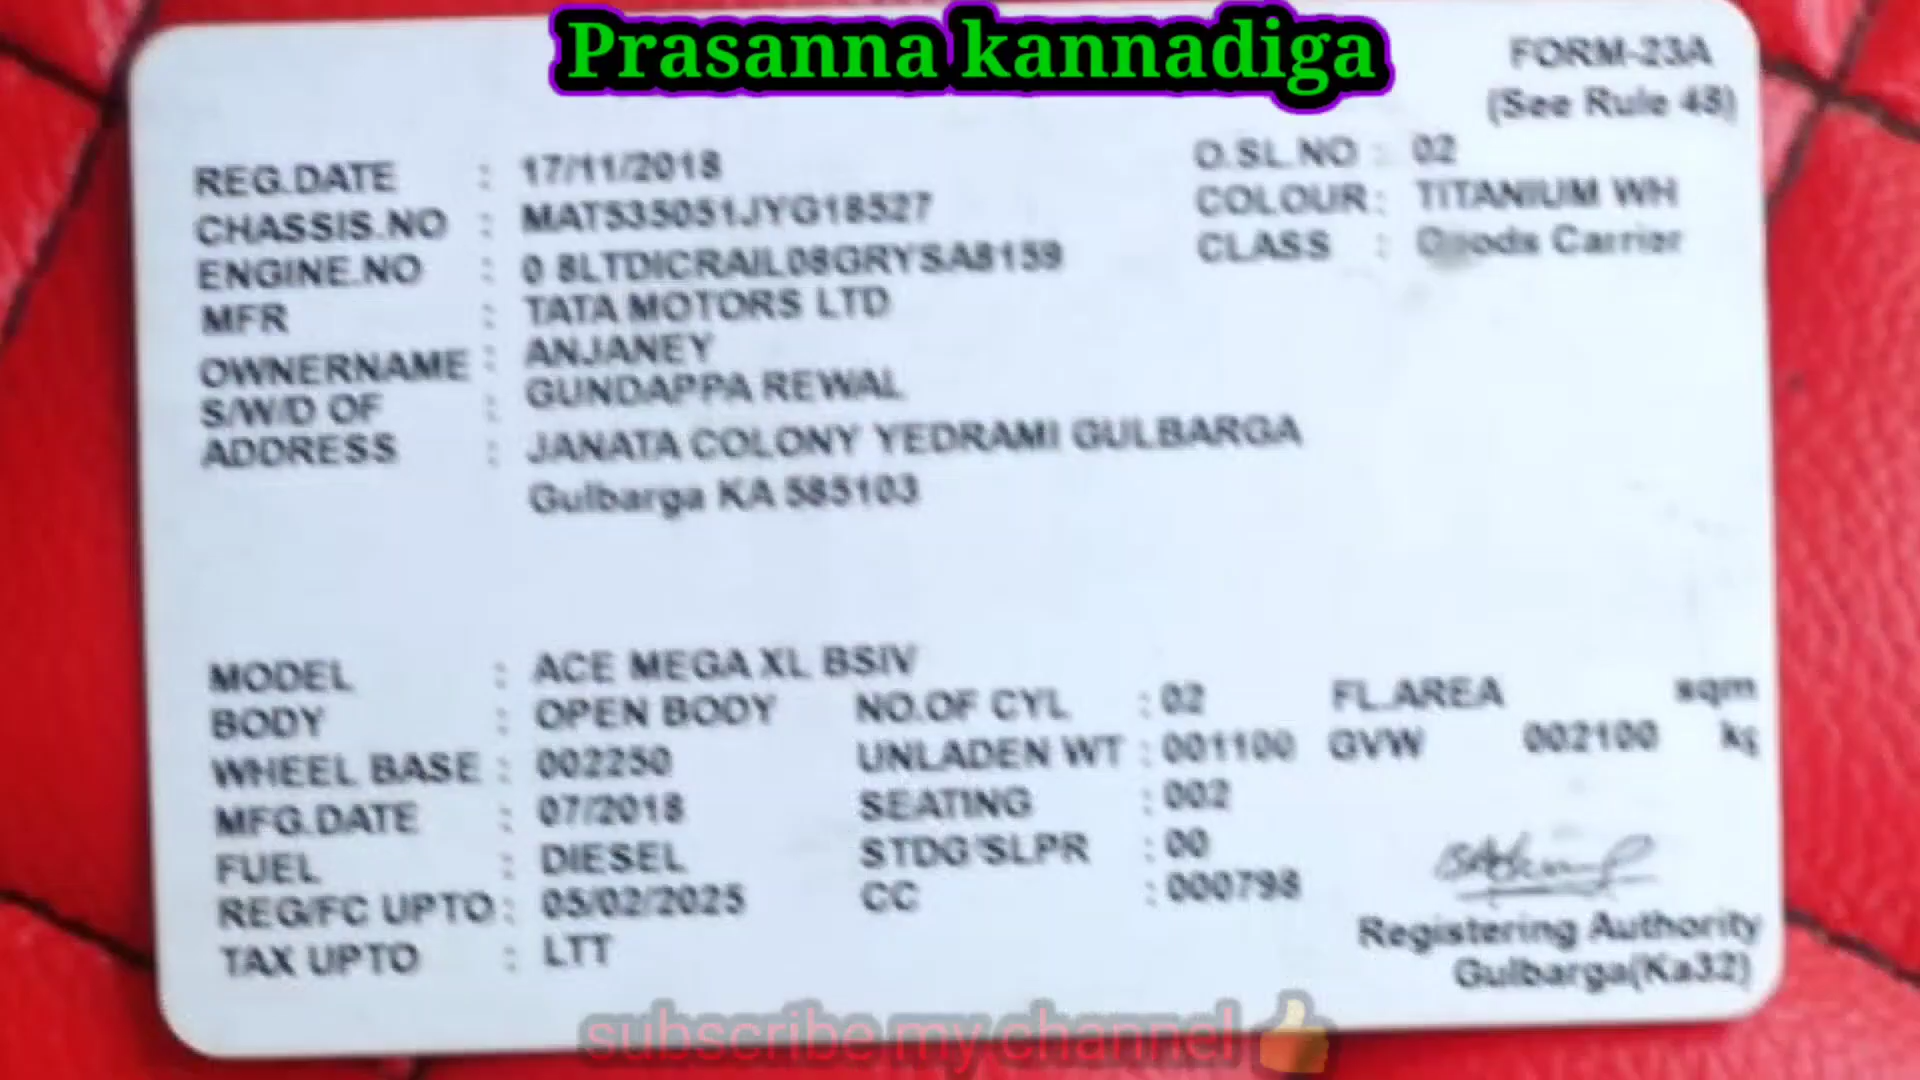 Prasanna kannadiga
FORM-23A
(See Rule 48)
REG.DATE : 17/11/2018
O.SL.NO : 02
CHASSIS.NO : MAT535051JYG18527
COLOUR : TITANIUM WH
ENGINE.NO : 0 8LTDICRAIL08GRYSA8159
CLASS : Goods Carrier
MFR : TATA MOTORS LTD
OWNERNAME : ANJANEY
S/W/D OF : GUNDAPPA REWAL
ADDRESS : JANATA COLONY YEDRAMI GULBARGA
Gulbarga KA 585103
MODEL : ACE MEGA XL BSIV
BODY : OPEN BODY NO.OF CYL : 02 FL.AREA sqm
WHEEL BASE : 002250 UNLADEN WT : 001100 GVW 002100 kg
MFG.DATE : 07/2018 SEATING : 002
FUEL : DIESEL STDG/SLPR : 00
REG/FC UPTO : 05/02/2025 CC : 000798
TAX UPTO : LTT
Registering Authority
Gulbarga(Ka32)
subscribe my channel